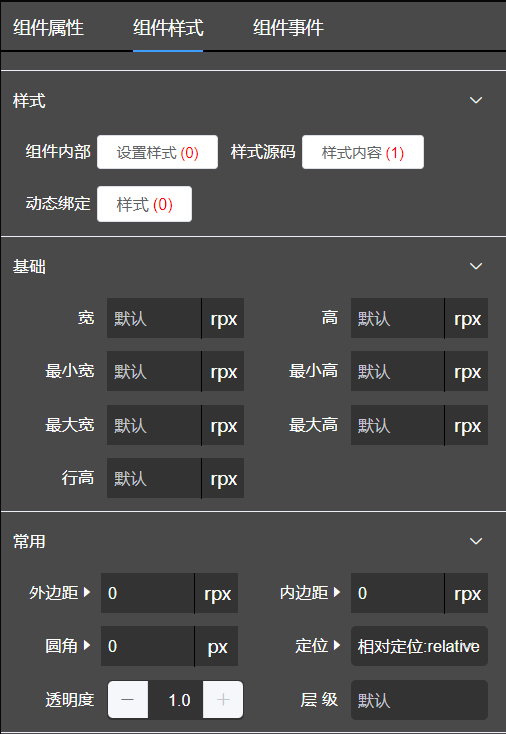 组件属性 组件样式 组件事件
样式
组件内部 设置样式 (0) 样式源码 样式内容 (1)
动态绑定 样式 (0)
基础
宽 默认 rpx 高 默认 rpx
最小宽 默认 rpx 最小高 默认 rpx
最大宽 默认 rpx 最大高 默认 rpx
行高 默认 rpx
常用
外边距 0 rpx 内边距 0 rpx
圆角 0 px 定位 相对定位:relative
透明度 1.0 层 级 默认